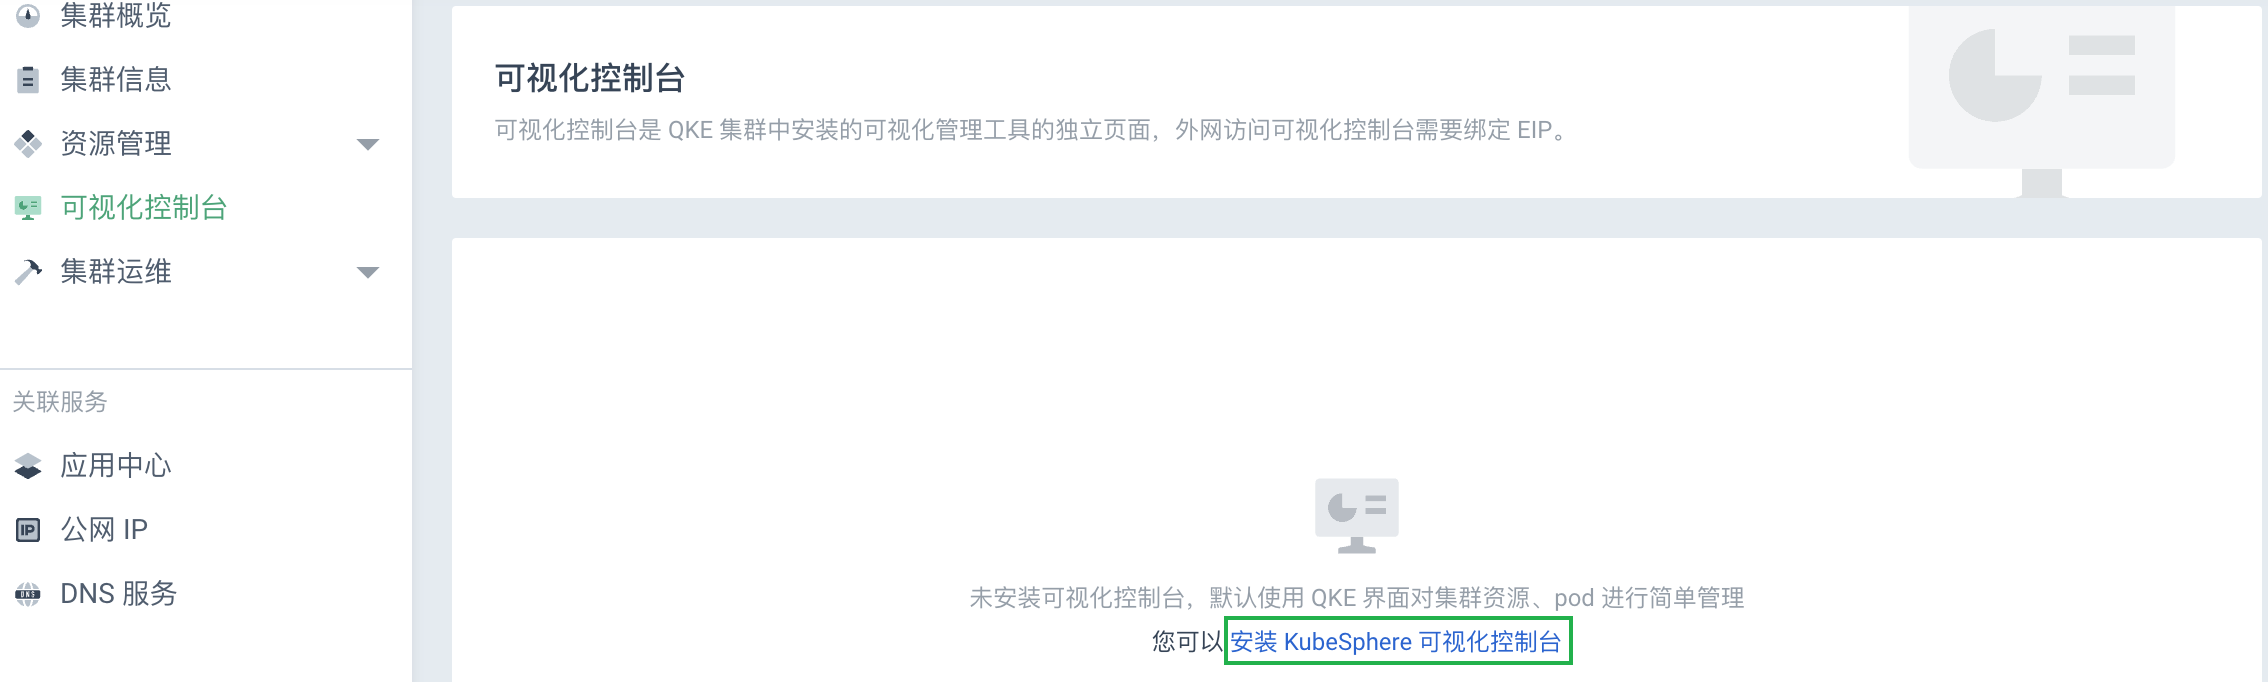 集群概览
集群信息
资源管理
可视化控制台
集群运维
关联服务
应用中心
IP 公网 IP
DNS DNS 服务
可视化控制台
可视化控制台是 QKE 集群中安装的可视化管理工具的独立页面，外网访问可视化控制台需要绑定 EIP。
未安装可视化控制台，默认使用 QKE 界面对集群资源、pod 进行简单管理
您可以 安装 KubeSphere 可视化控制台